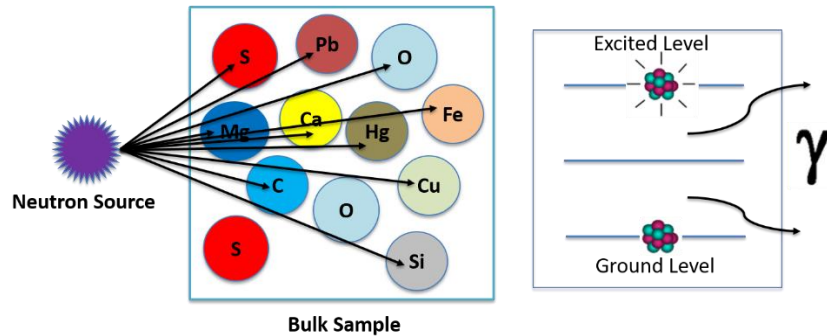 S
Pb
O
Mg
Ca
Hg
Fe
C
O
Cu
S
Si
Neutron Source
Bulk Sample
Excited Level
γ
Ground Level